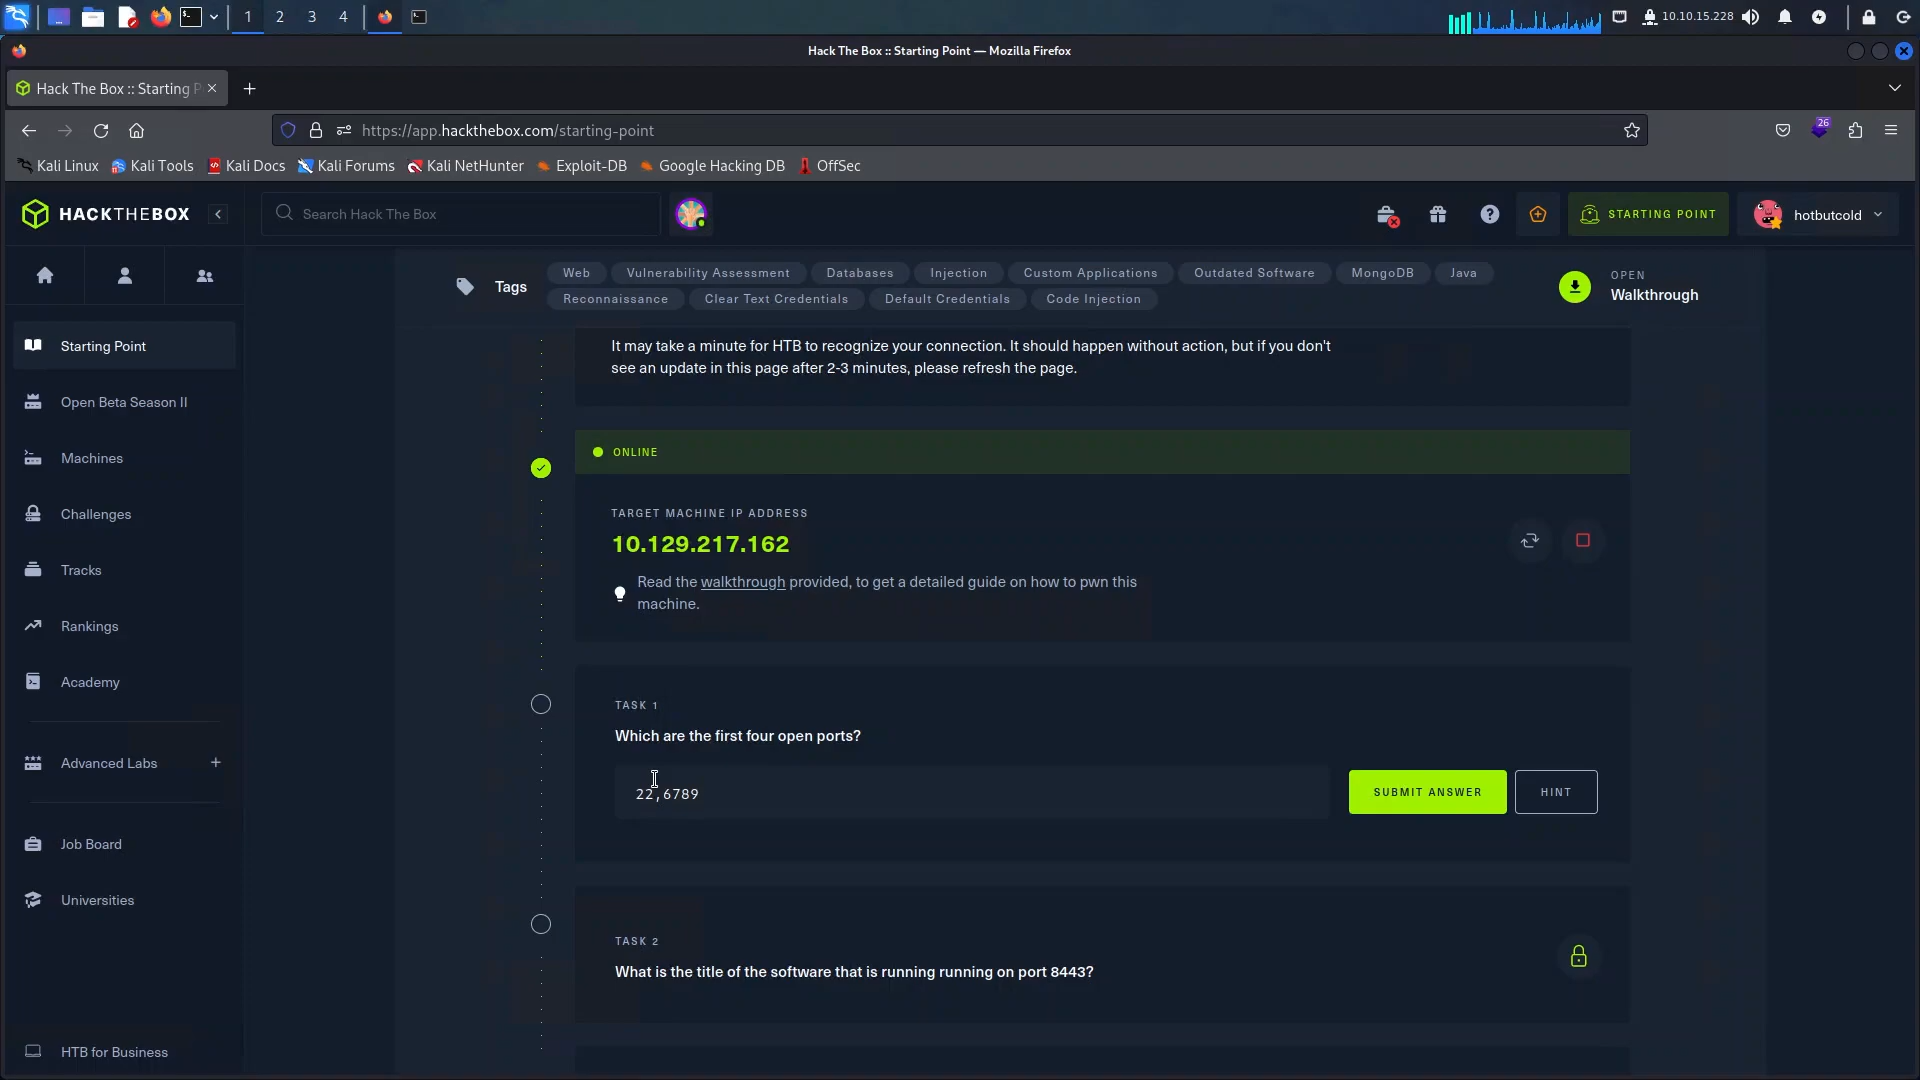 1 2 3 4
10.10.15.228
Hack The Box :: Starting Point — Mozilla Firefox
Hack The Box :: Starting P
https://app.hackthebox.com/starting-point
26
Kali Linux Kali Tools Kali Docs Kali Forums Kali NetHunter Exploit-DB Google Hacking DB OffSec
HACKTHEBOX
Search Hack The Box
STARTING POINT
hotbutcold
Starting Point
Open Beta Season II
Machines
Challenges
Tracks
Rankings
Academy
Advanced Labs +
Job Board
Universities
HTB for Business
Tags
Web Vulnerability Assessment Databases Injection Custom Applications Outdated Software MongoDB Java
Reconnaissance Clear Text Credentials Default Credentials Code Injection
OPEN
Walkthrough
It may take a minute for HTB to recognize your connection. It should happen without action, but if you don't
see an update in this page after 2-3 minutes, please refresh the page.
ONLINE
TARGET MACHINE IP ADDRESS
10.129.217.162
Read the walkthrough provided, to get a detailed guide on how to pwn this
machine.
TASK 1
Which are the first four open ports?
22,6789
SUBMIT ANSWER
HINT
TASK 2
What is the title of the software that is running running on port 8443?